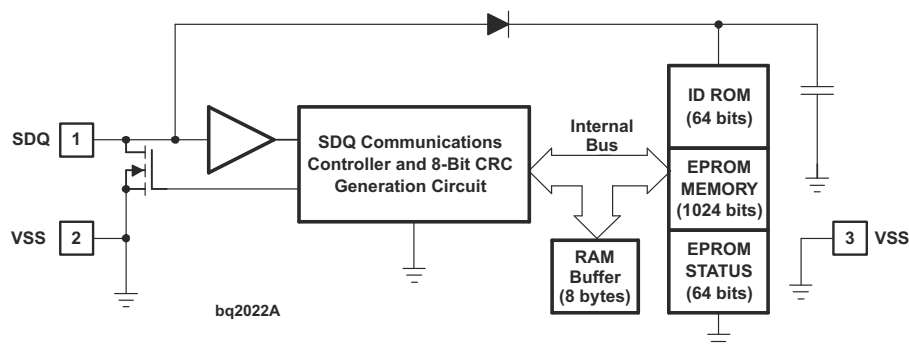 ID ROM
(64 bits)
SDQ
1
SDQ Communications
Controller and 8-Bit CRC
Generation Circuit
Internal
Bus
EPROM
MEMORY
(1024 bits)
VSS
2
RAM
Buffer
(8 bytes)
EPROM
STATUS
(64 bits)
3
VSS
bq2022A